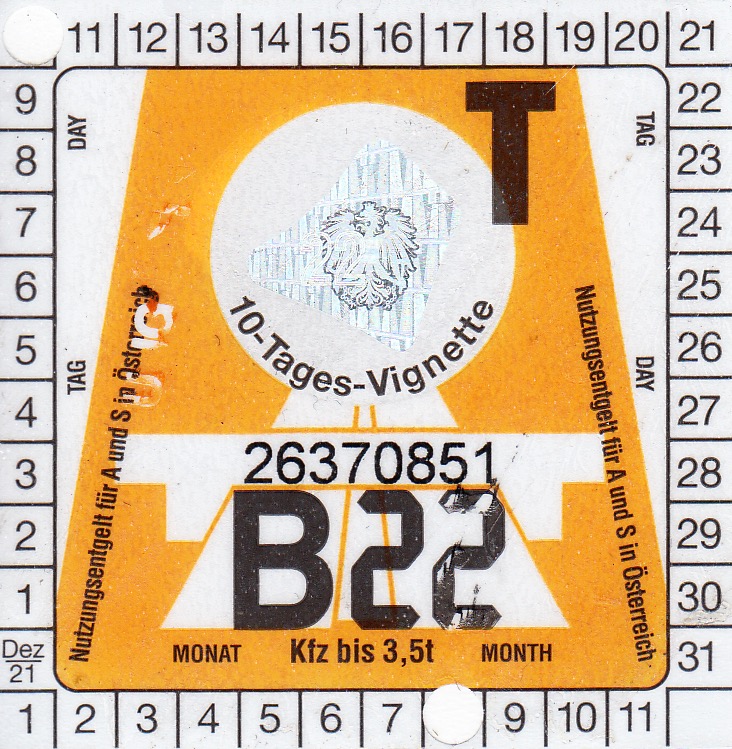 11 12 13 14 15 16 17 18 19 20 21
9 22
8 23
7 24
6 25
5 26
4 27
3 28
2 29
1 30
Dez
21
31
1 2 3 4 5 6 7 9 10 11
DAY
TAG
T
10-Tages-Vignette
TAG
DAY
Nutzungsentgelt für A und S in Österreich
Nutzungsentgelt für A und S in Österreich
26370851
B22
MONAT Kfz bis 3,5t MONTH